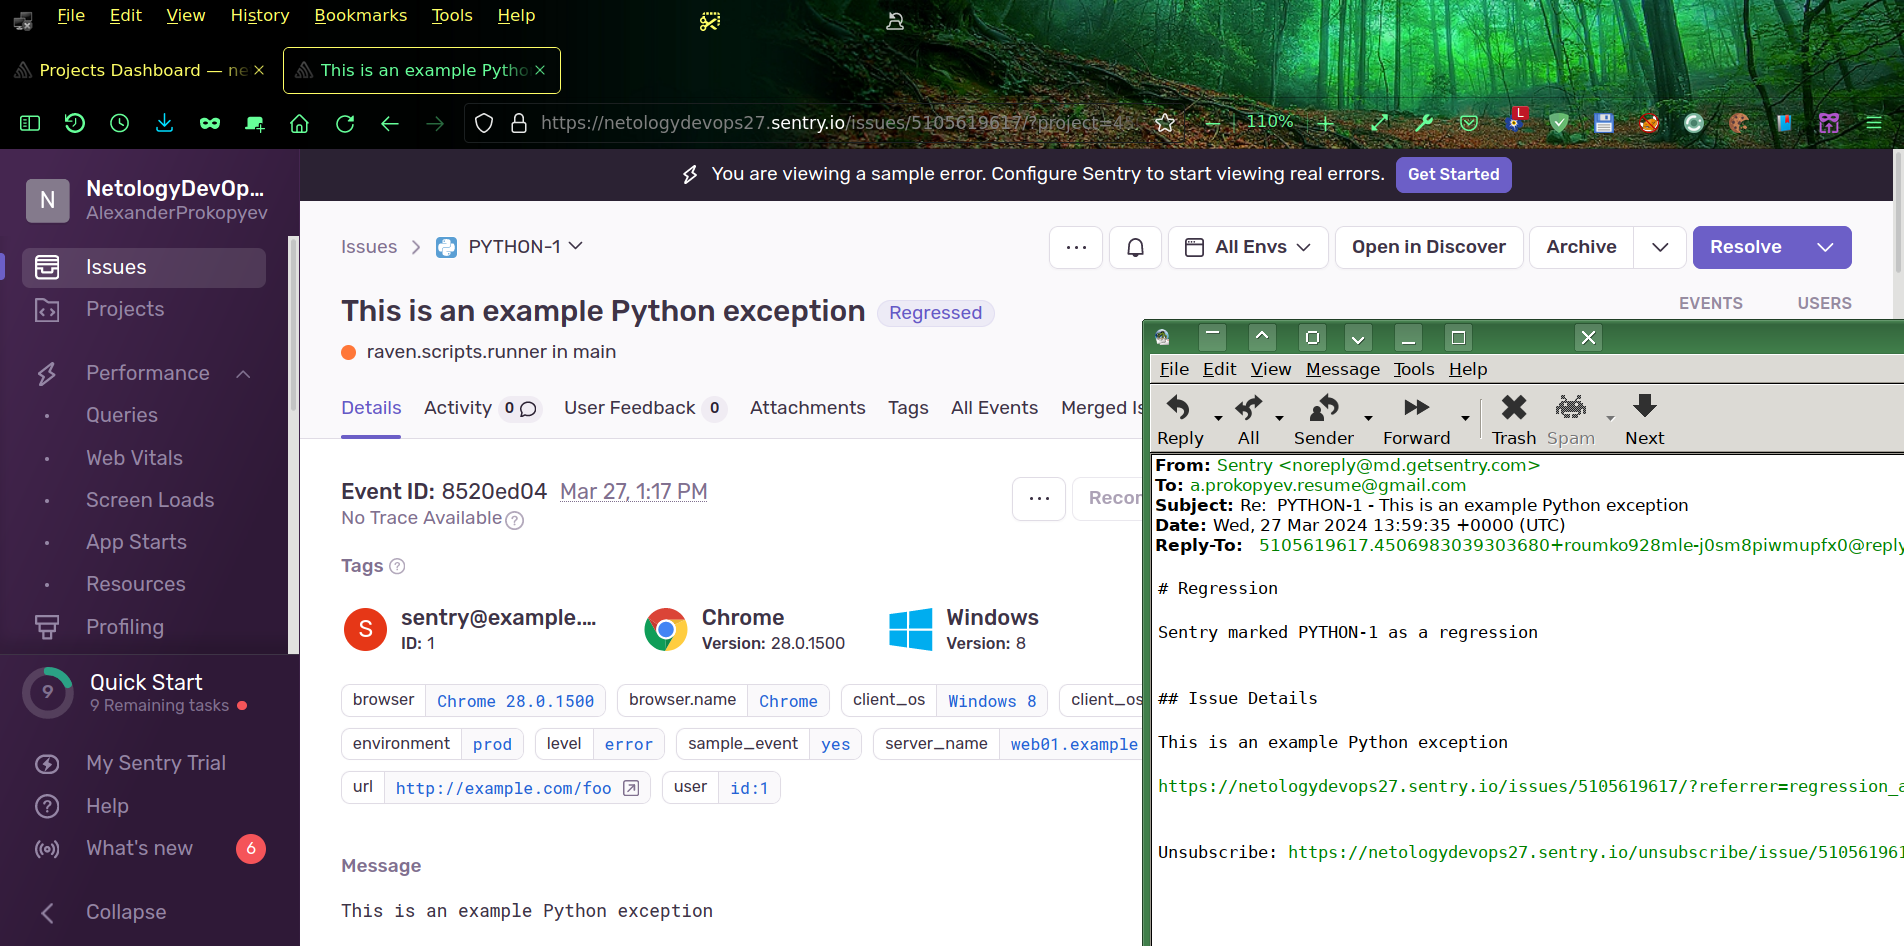 File Edit View History Bookmarks Tools Help
Projects Dashboard — ne
This is an example Pytho
https://netologydevops27.sentry.io/issues/5105619617/?project=4
110%
L
N
NetologyDevOp...
AlexanderProkopyev
Issues
Projects
Performance
Queries
Web Vitals
Screen Loads
App Starts
Resources
Profiling
9
Quick Start
9 Remaining tasks
My Sentry Trial
Help
What's new 6
Collapse
You are viewing a sample error. Configure Sentry to start viewing real errors. Get Started
Issues > PYTHON-1
All Envs Open in Discover Archive Resolve
This is an example Python exception Regressed
EVENTS USERS
raven.scripts.runner in main
Details Activity 0 User Feedback 0 Attachments Tags All Events Merged Is
Event ID: 8520ed04 Mar 27, 1:17 PM
No Trace Available ?
Recor
Tags ?
S sentry@example.... Chrome Windows
ID: 1 Version: 28.0.1500 Version: 8
browser Chrome 28.0.1500 browser.name Chrome client_os Windows 8 client_os
environment prod level error sample_event yes server_name web01.example
url http://example.com/foo user id:1
Message
This is an example Python exception
File Edit View Message Tools Help
Reply All Sender Forward Trash Spam Next
From: Sentry <noreply@md.getsentry.com>
To: a.prokopyev.resume@gmail.com
Subject: Re: PYTHON-1 - This is an example Python exception
Date: Wed, 27 Mar 2024 13:59:35 +0000 (UTC)
Reply-To: 5105619617.4506983039303680+roumko928mle-j0sm8piwmupfx0@reply
# Regression
Sentry marked PYTHON-1 as a regression
## Issue Details
This is an example Python exception
https://netologydevops27.sentry.io/issues/5105619617/?referrer=regression_a
Unsubscribe: https://netologydevops27.sentry.io/unsubscribe/issue/510561961